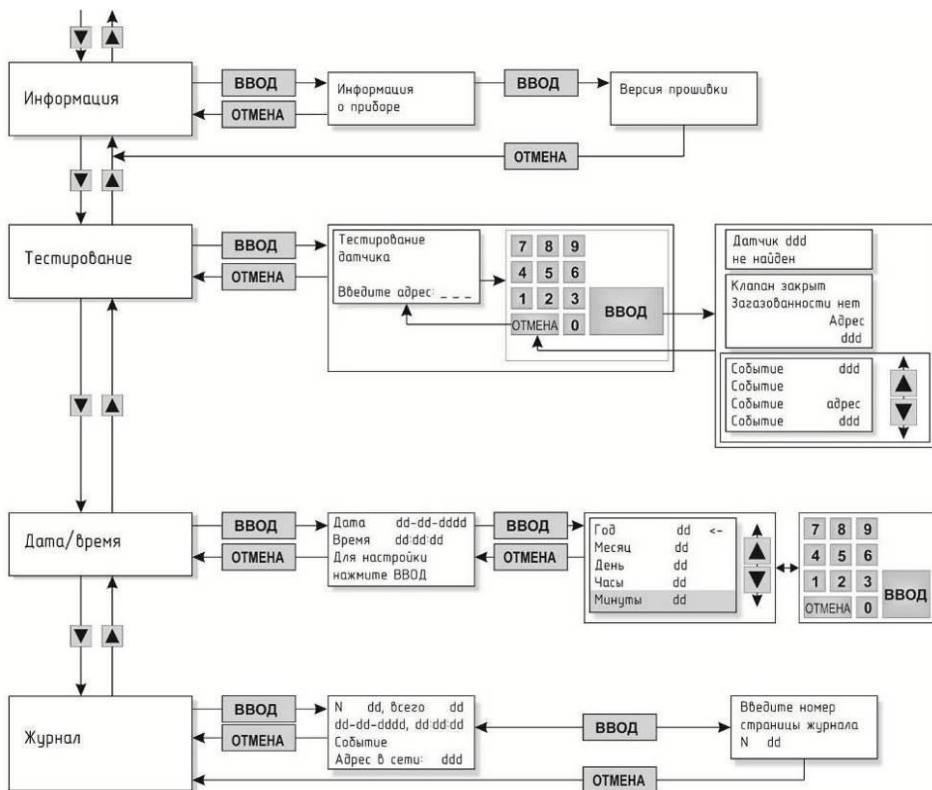 ▼ ▲
Информация
ВВОД
ОТМЕНА
Информация
о приборе
ВВОД
Версия прошивки
ОТМЕНА
▼ ▲
Тестирование
ВВОД
ОТМЕНА
Тестирование
датчика
Введите адрес: _ _ _
7 8 9
4 5 6
1 2 3
ОТМЕНА 0
ВВОД
Датчик ddd
не найден
Клапан закрыт
Загазованности нет
Адрес
ddd
Событие ddd
Событие
Событие адрес
Событие ddd
▲
▼
▼ ▲
Дата/время
ВВОД
ОТМЕНА
Дата dd-dd-dddd
Время dd:dd:dd
Для настройки
нажмите ВВОД
ВВОД
ОТМЕНА
Год dd <-
Месяц dd
День dd
Часы dd
Минуты dd
▲
▼
7 8 9
4 5 6
1 2 3
ОТМЕНА 0
ВВОД
▼ ▲
Журнал
ВВОД
ОТМЕНА
N dd, всего dd
dd-dd-dddd, dd:dd:dd
Событие
Адрес в сети: ddd
ВВОД
Введите номер
страницы журнала
N dd
ОТМЕНА